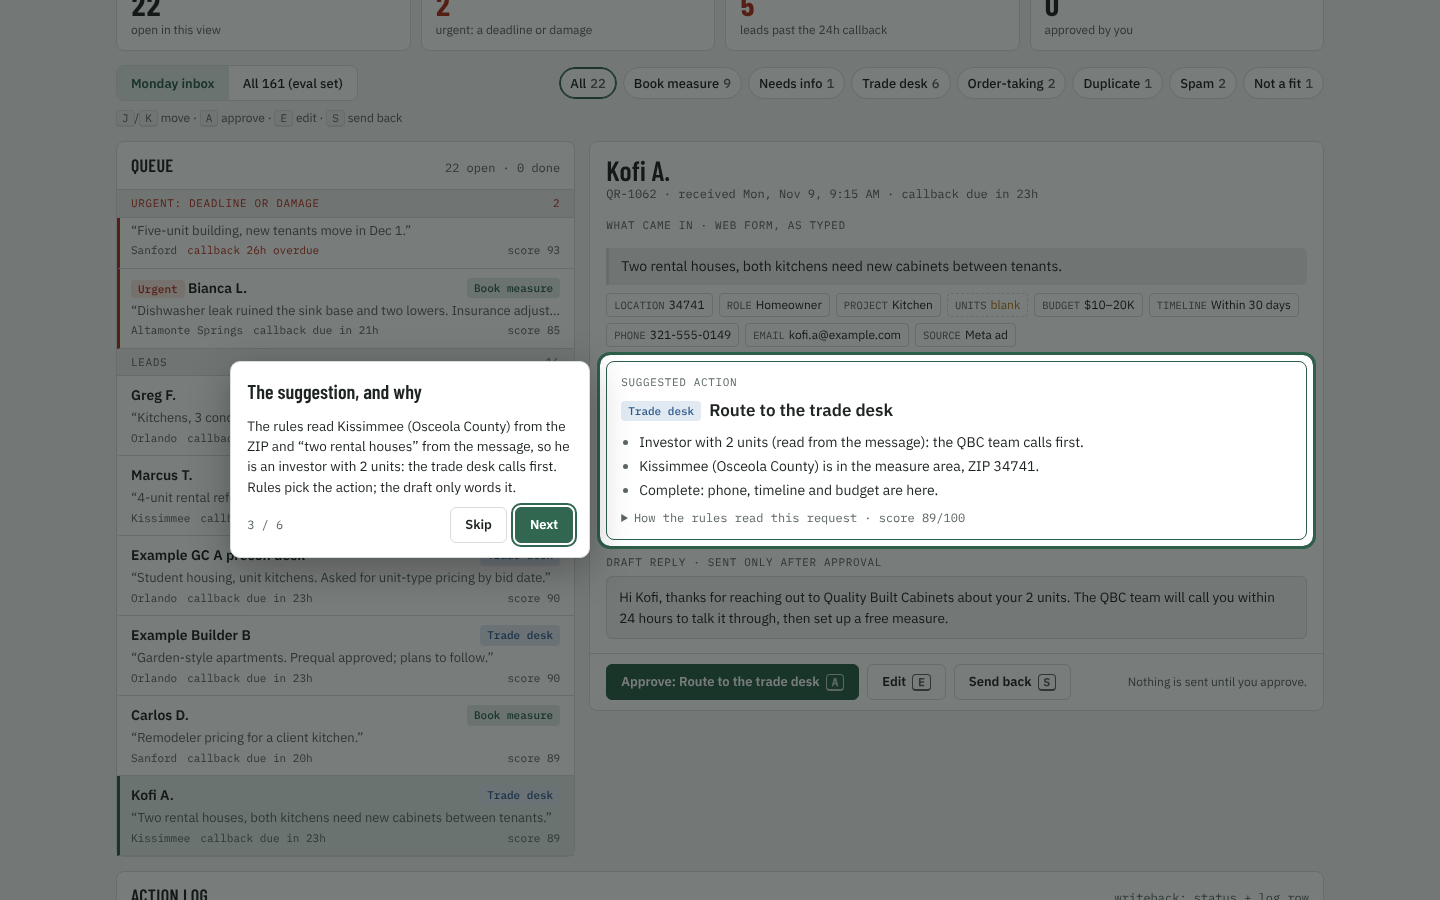 22
open in this view
2
urgent: a deadline or damage
5
leads past the 24h callback
0
approved by you
Monday inbox
All 161 (eval set)
All 22
Book measure 9
Needs info 1
Trade desk 6
Order-taking 2
Duplicate 1
Spam 2
Not a fit 1
J / K move · A approve · E edit · S send back
QUEUE
22 open · 0 done
URGENT: DEADLINE OR DAMAGE
2
“Five-unit building, new tenants move in Dec 1.”
Sanford callback 26h overdue
score 93
Urgent Bianca L.
Book measure
“Dishwasher leak ruined the sink base and two lowers. Insurance adjust…
Altamonte Springs callback due in 21h
score 85
LEADS
Greg F.
“Kitchens, 3
Orlando
Marcus T.
“4-unit rental
Kissimmee
Example GC A
“Student housing, unit kitchens. Asked for unit-type pricing by bid date.”
Orlando callback due in 23h
score 90
Example Builder B
Trade desk
“Garden-style apartments. Prequal approved; plans to follow.”
Orlando callback due in 23h
score 90
Carlos D.
Book measure
“Remodeler pricing for a client kitchen.”
Sanford callback due in 20h
score 89
Kofi A.
Trade desk
“Two rental houses, both kitchens need new cabinets between tenants.”
Kissimmee callback due in 23h
score 89
The suggestion, and why
The rules read Kissimmee (Osceola County) from the
ZIP and “two rental houses” from the message, so he
is an investor with 2 units: the trade desk calls first.
Rules pick the action; the draft only words it.
3 / 6
Skip
Next
Kofi A.
QR-1062 · received Mon, Nov 9, 9:15 AM · callback due in 23h
WHAT CAME IN · WEB FORM, AS TYPED
Two rental houses, both kitchens need new cabinets between tenants.
LOCATION 34741
ROLE Homeowner
PROJECT Kitchen
UNITS blank
BUDGET $10–20K
TIMELINE Within 30 days
PHONE 321-555-0149
EMAIL kofi.a@example.com
SOURCE Meta ad
SUGGESTED ACTION
Trade desk Route to the trade desk
• Investor with 2 units (read from the message): the QBC team calls first.
• Kissimmee (Osceola County) is in the measure area, ZIP 34741.
• Complete: phone, timeline and budget are here.
▶ How the rules read this request · score 89/100
DRAFT REPLY · SENT ONLY AFTER APPROVAL
Hi Kofi, thanks for reaching out to Quality Built Cabinets about your 2 units. The QBC team will call you within
24 hours to talk it through, then set up a free measure.
Approve: Route to the trade desk A
Edit E
Send back S
Nothing is sent until you approve.
ACTION LOG
writeback: status + log row